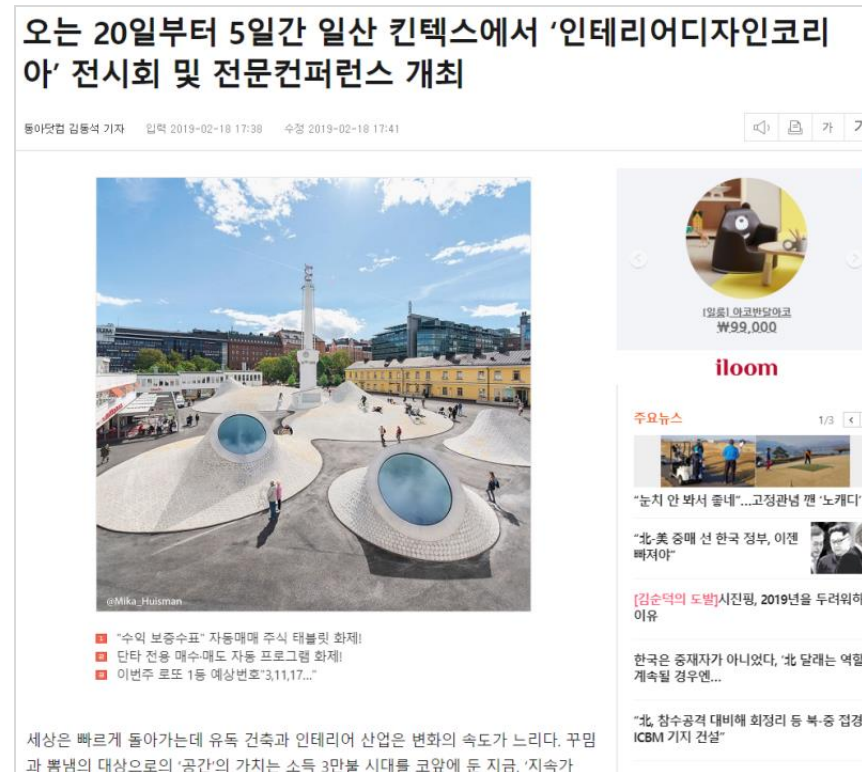 오는 20일부터 5일간 일산 킨텍스에서 ‘인테리어디자인코리
아’ 전시회 및 전문컨퍼런스 개최
동아닷컴 김동석 기자 입력 2019-02-18 17:38 수정 2019-02-18 17:41
가
@Mika_Huisman
1 "수익 보증수표" 자동매매 주식 태블릿 화제!
2 단타 전용 매수·매도 자동 프로그램 화제!
3 이번주 로또 1등 예상번호"3,11,17..."
세상은 빠르게 돌아가는데 유독 건축과 인테리어 산업은 변화의 속도가 느리다. 꾸밈
과 뽐냄의 대상으로의 ‘공간’의 가치는 소득 3만불 시대를 코앞에 둔 지금, ‘지속가
[일룸] 아코반달아코
₩99,000
iloom
주요뉴스 1/3
“눈치 안 봐서 좋네”…고정관념 깬 ‘노캐디’
“北-美 중매 선 한국 정부, 이젠
빠져야”
[김순덕의 도발]시진핑, 2019년을 두려워하
이유
한국은 중재자가 아니었다, ‘北 달래는 역할
계속될 경우엔...
“北, 참수공격 대비해 회정리 등 북·중 접경
ICBM 기지 건설”